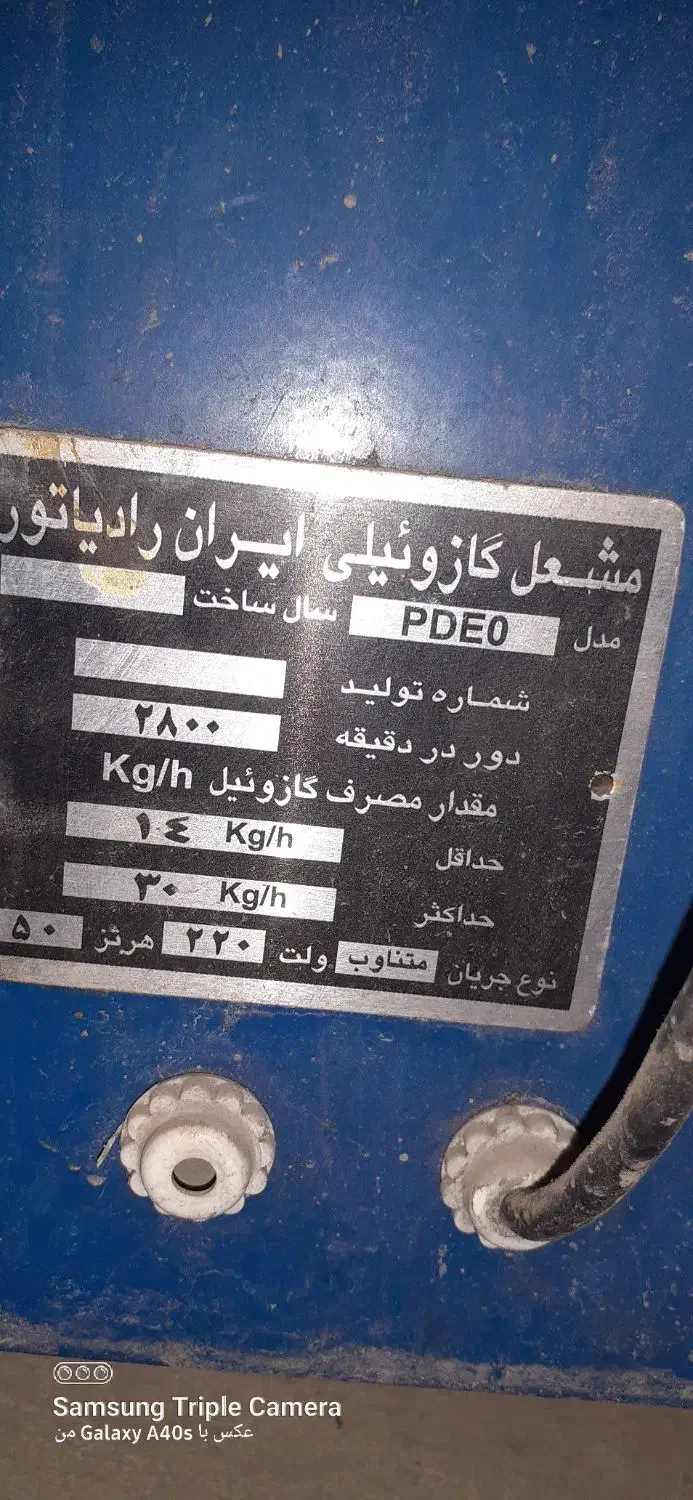 مشعل گازوئیلی ایران رادیاتور
مدل PDE0 سال ساخت
شماره تولید
دور در دقیقه ۲۸۰۰
مقدار مصرف گازوئیل Kg/h
حداقل ۱٤ Kg/h
حداکثر ۳۰ Kg/h
نوع جریان متناوب ولت ۲۲۰ هرتز ۵۰
Samsung Triple Camera
عکس با Galaxy A40s من